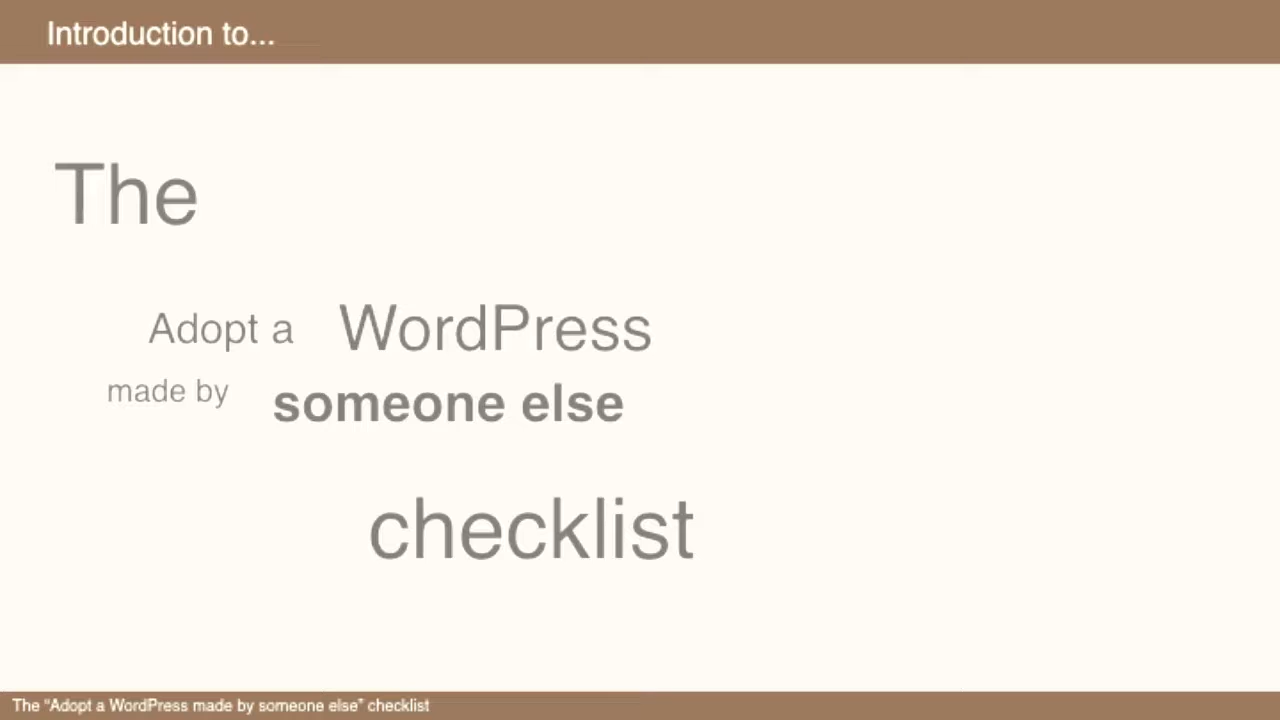 Introduction to...
The
Adopt a WordPress
made by someone else
checklist
The “Adopt a WordPress made by someone else” checklist